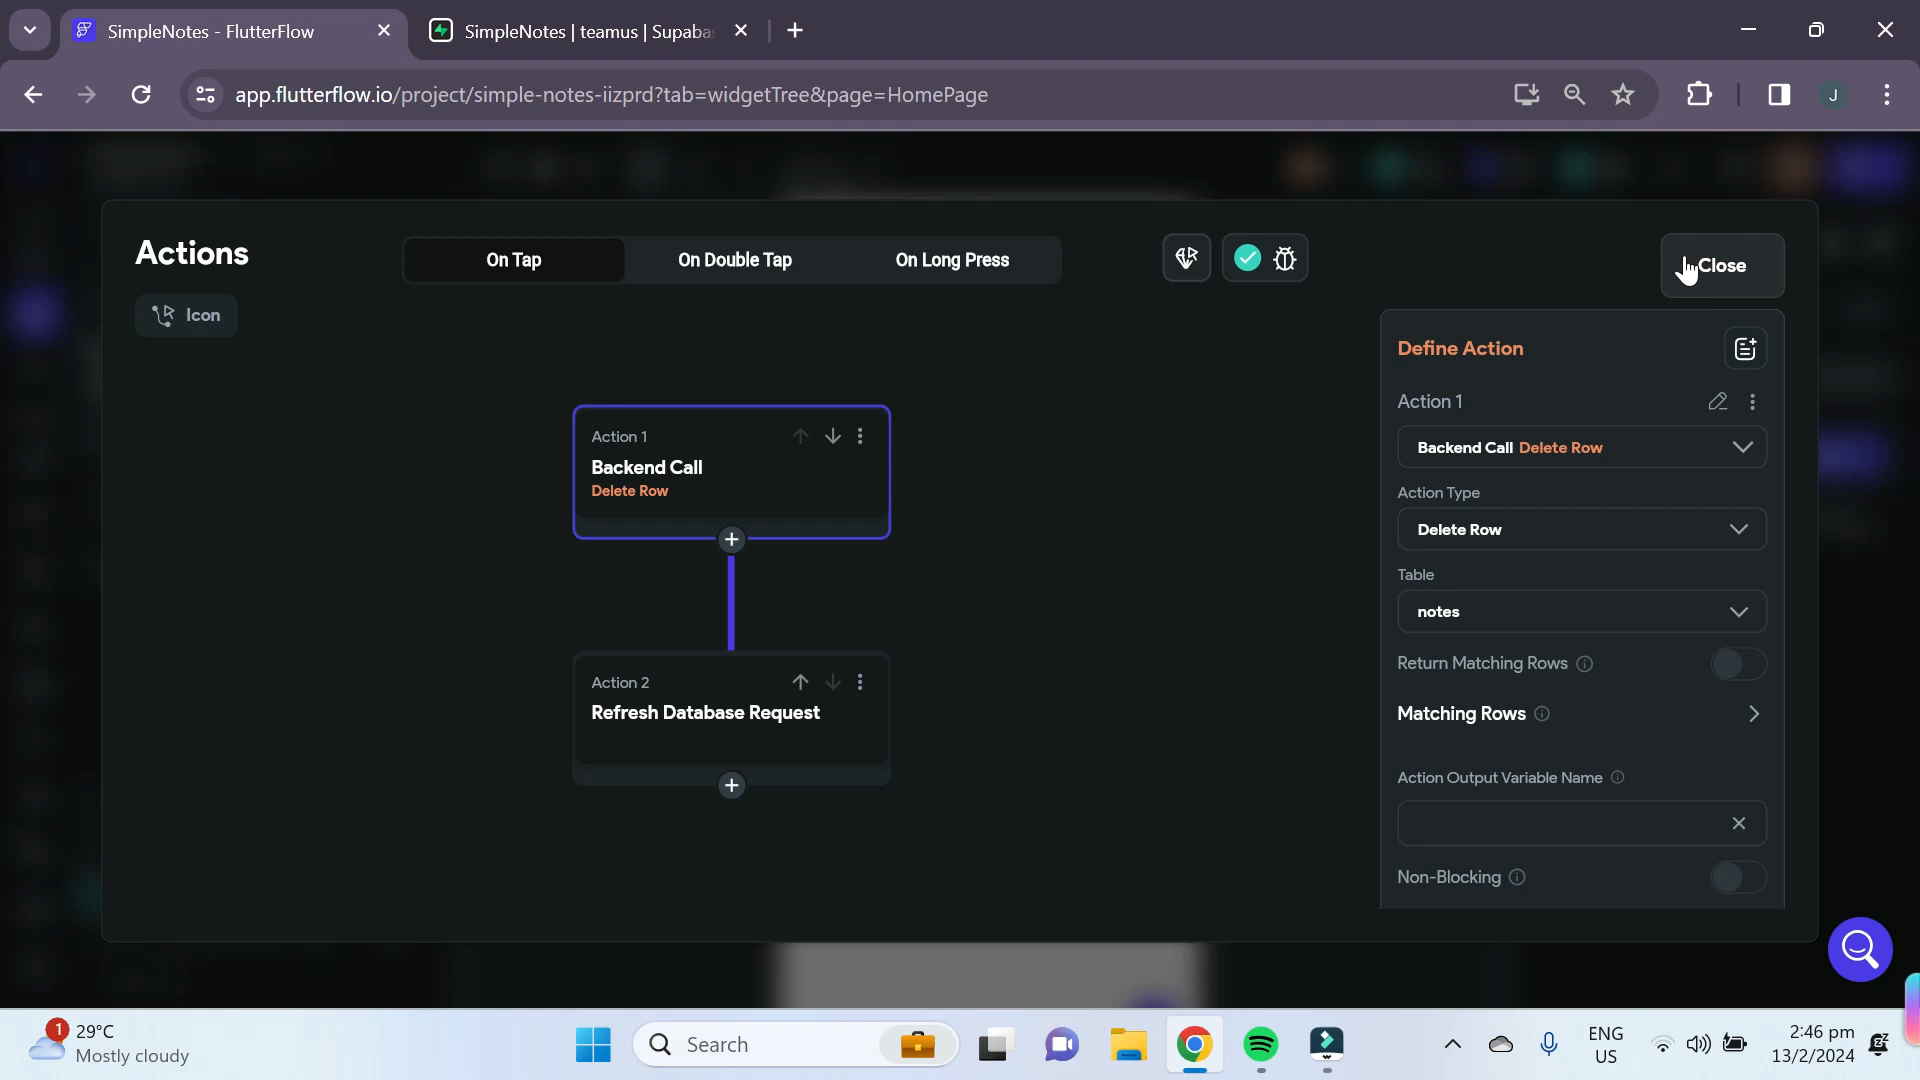 SimpleNotes - FlutterFlow
SimpleNotes | teamus | Supaba
app.flutterflow.io/project/simple-notes-iizprd?tab=widgetTree&page=HomePage
J
Actions
On Tap
On Double Tap
On Long Press
Close
Icon
Define Action
Action 1
Backend Call Delete Row
Action Type
Delete Row
Table
notes
Return Matching Rows
Matching Rows
Action Output Variable Name
Non-Blocking
Action 1
Backend Call
Delete Row
Action 2
Refresh Database Request
1
29°C
Mostly cloudy
Search
ENG
US
2:46 pm
13/2/2024